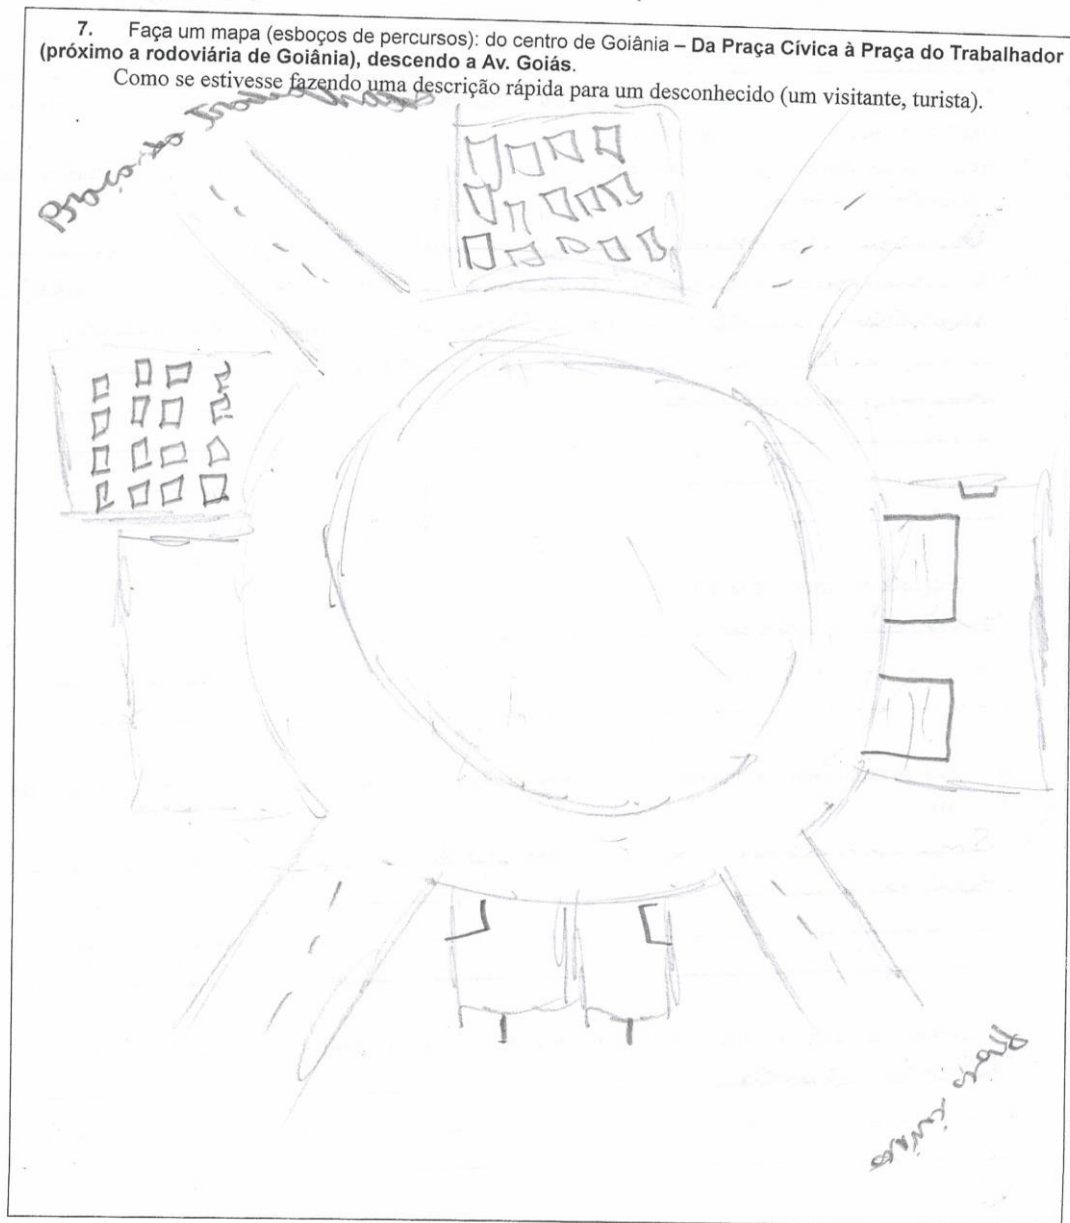 7. Faça um mapa (esboços de percursos): do centro de Goiânia – Da Praça Cívica à Praça do Trabalhador
(próximo a rodoviária de Goiânia), descendo a Av. Goiás.
Como se estivesse fazendo uma descrição rápida para um desconhecido (um visitante, turista).
Praça do Trabalhador
Praça civica